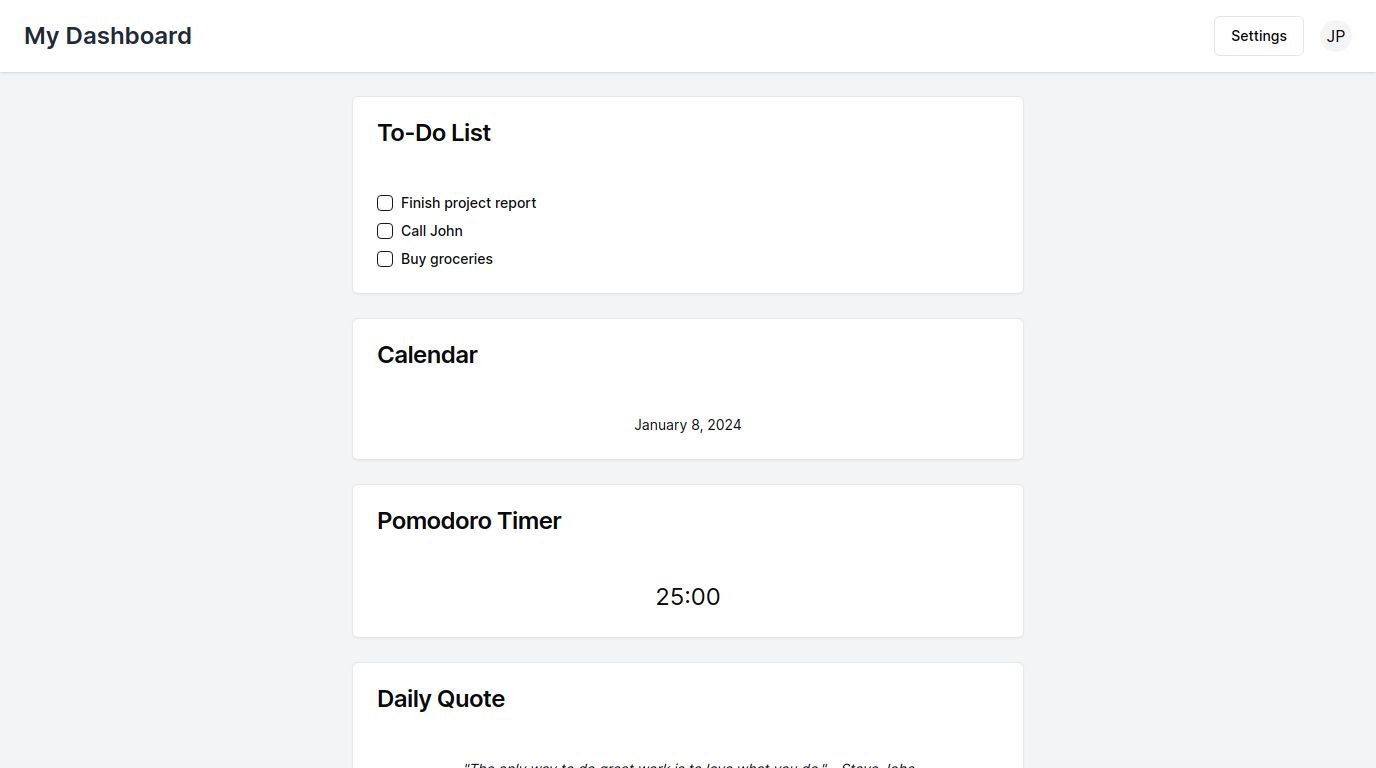 My Dashboard
Settings
JP
To-Do List
Finish project report
Call John
Buy groceries
Calendar
January 8, 2024
Pomodoro Timer
25:00
Daily Quote
"The only way to do great work is to love what you do." - Steve Jobs